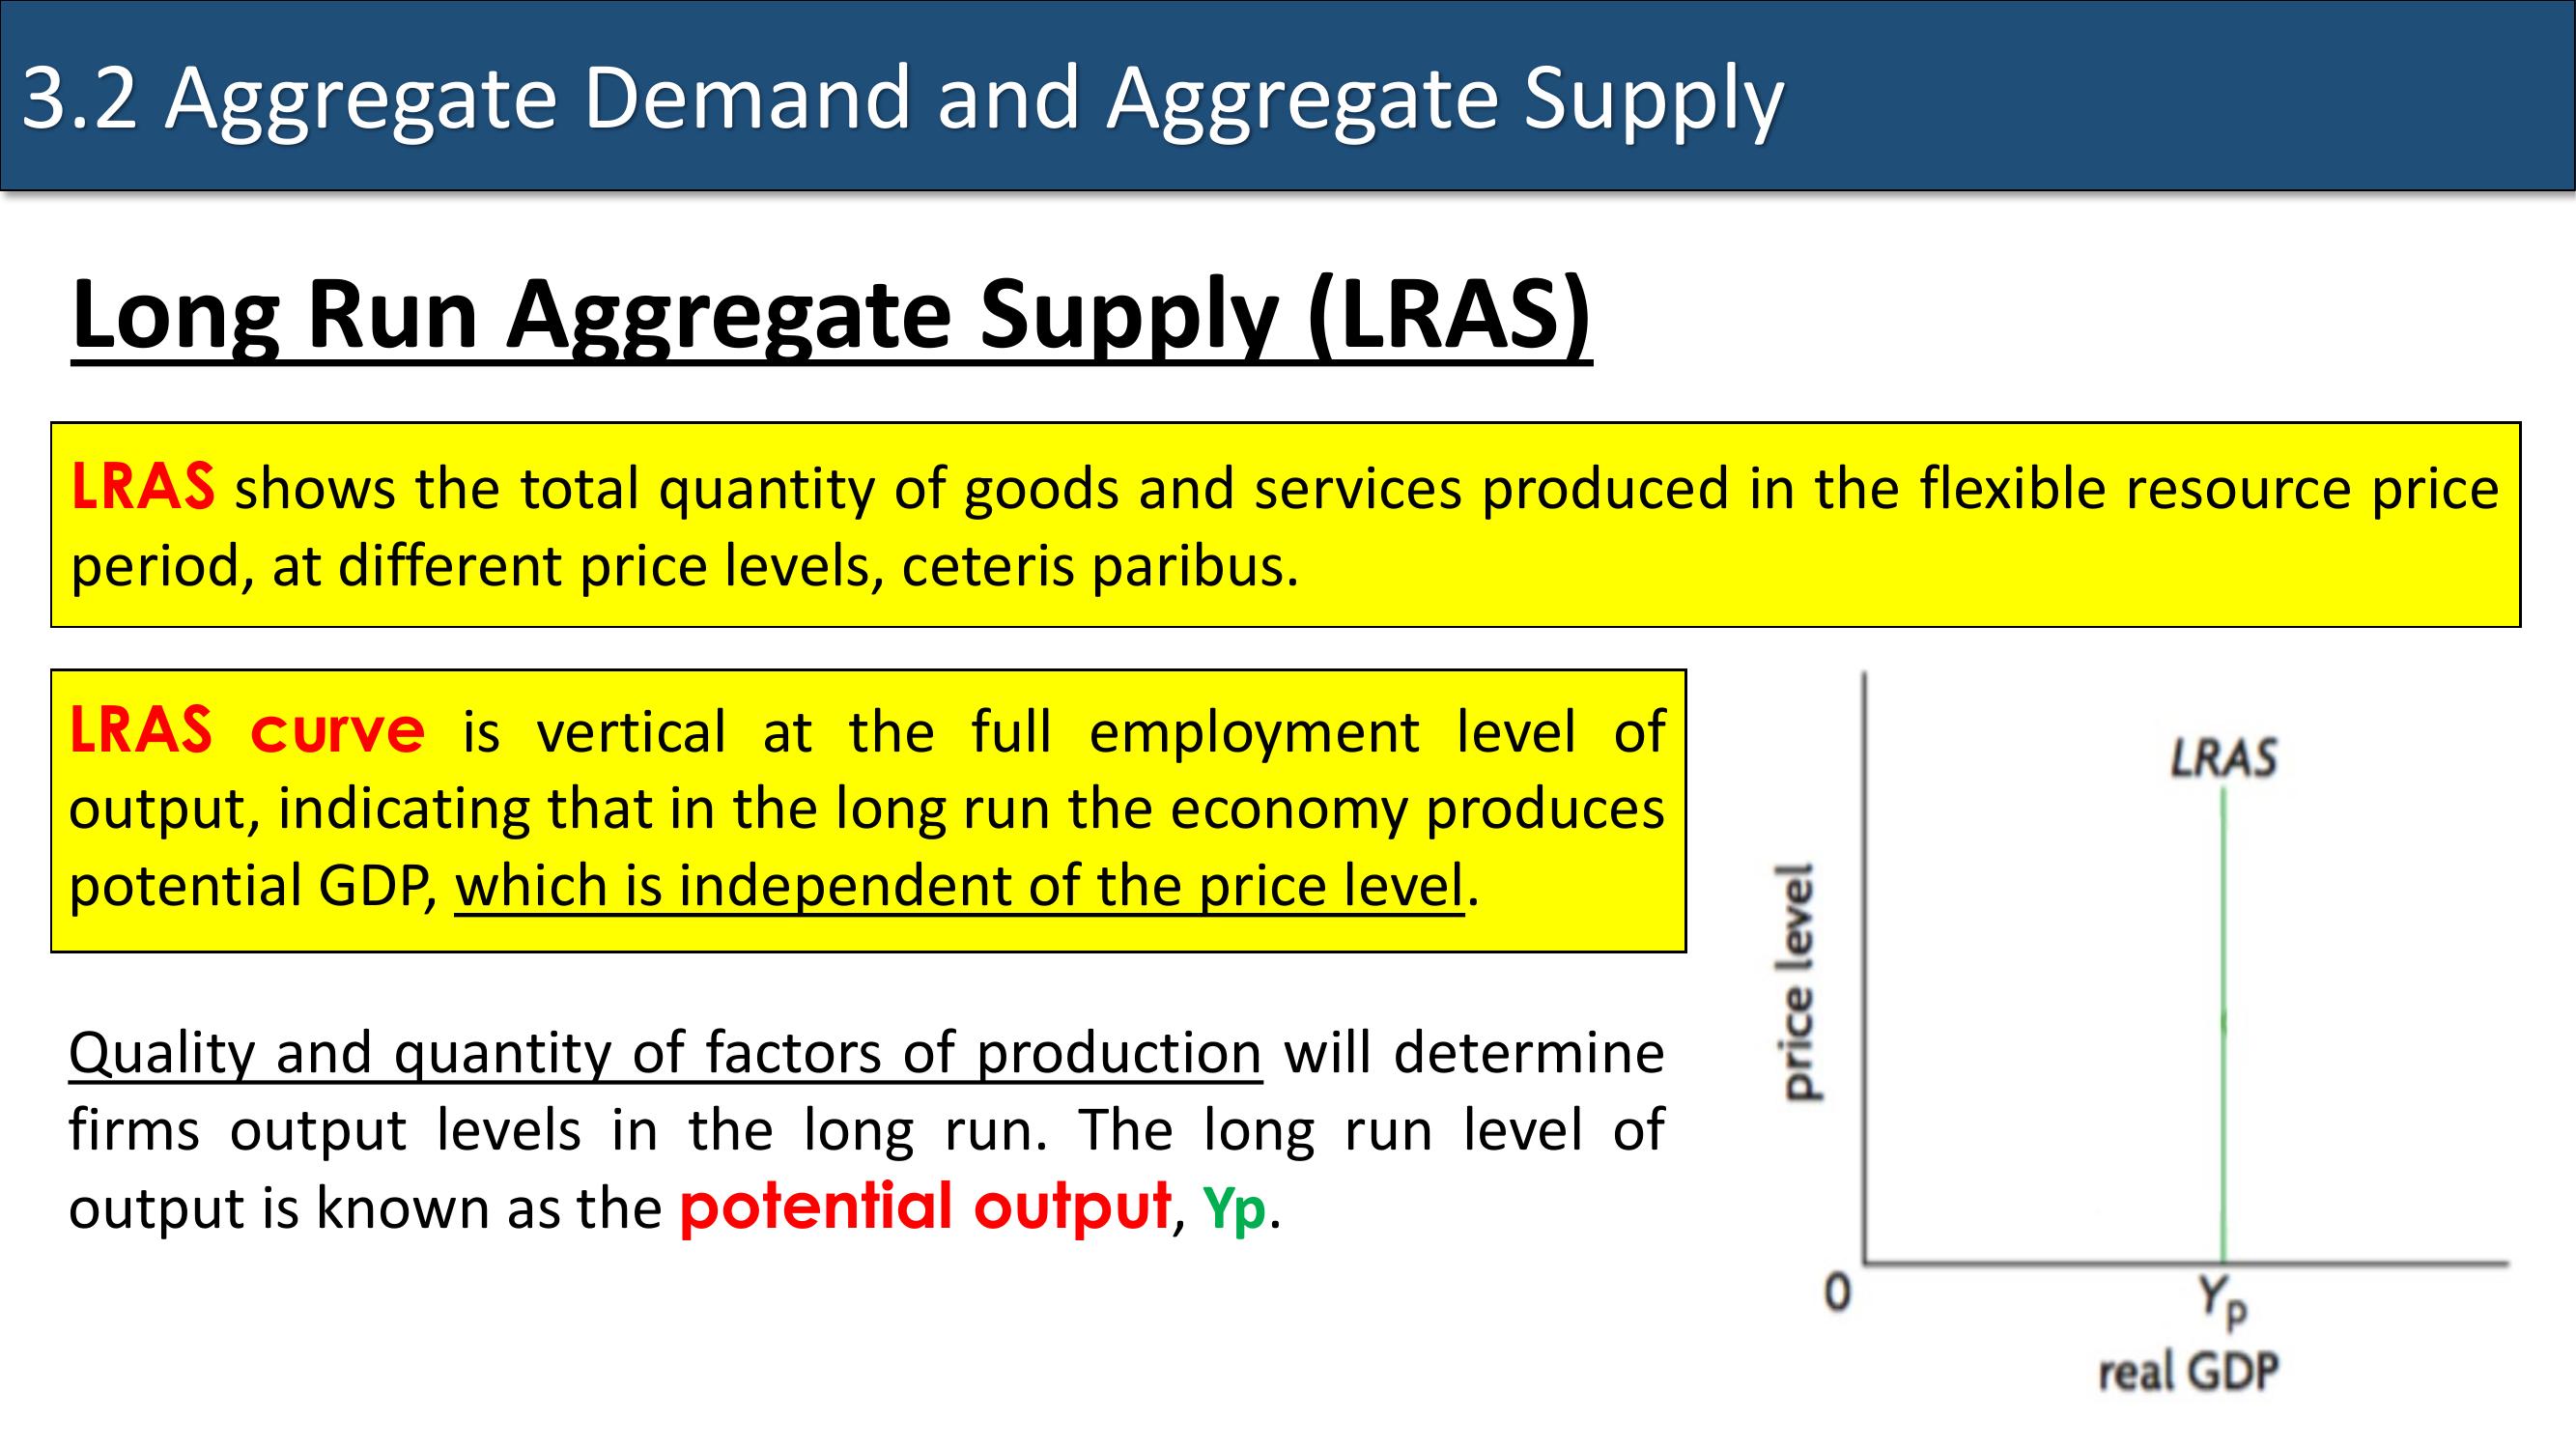 3.2 Aggregate Demand and Aggregate Supply
Long Run Aggregate Supply (LRAS)
LRAS shows the total quantity of goods and services produced in the flexible resource price
period, at different price levels, ceteris paribus.
LRAS curve is vertical at the full employment level of
output, indicating that in the long run the economy produces
potential GDP, which is independent of the price level.
Quality and quantity of factors of production will determine
firms output levels in the long run. The long run level of
output is known as the potential output, Yp.
LRAS
price level
0
Yp
real GDP